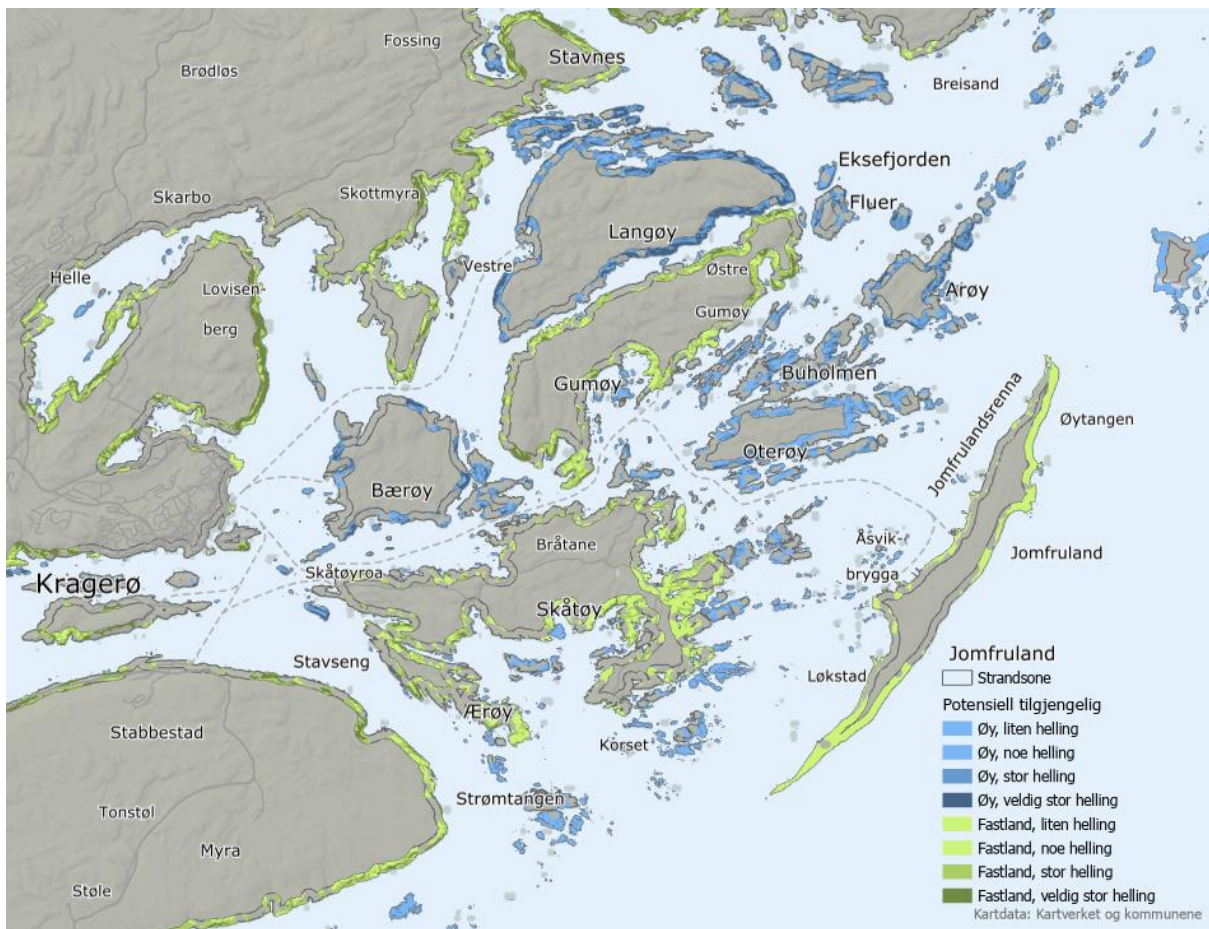 Fossing
Stavnes
Brødløs
Breisand
Eksefjorden
Skarbo
Skottmyra
Fluer
Langøy
Vestre
Østre
Helle
Lovisen
berg
Arøy
Gumøy
Gumøy
Buholmen
Jomfrulandsrenna
Øytangen
Oterøy
Bærøy
Bråtane
Åsvik-
brygga
Jomfruland
Skåtøyroa
Kragerø
Skåtøy
Stavseng
Løkstad
Ærøy
Stabbestad
Korset
Strømtangen
Tonstøl
Myra
Støle
Jomfruland
Strandsone
Potensiell tilgjengelig
Øy, liten helling
Øy, noe helling
Øy, stor helling
Øy, veldig stor helling
Fastland, liten helling
Fastland, noe helling
Fastland, stor helling
Fastland, veldig stor helling
Kartdata: Kartverket og kommunene